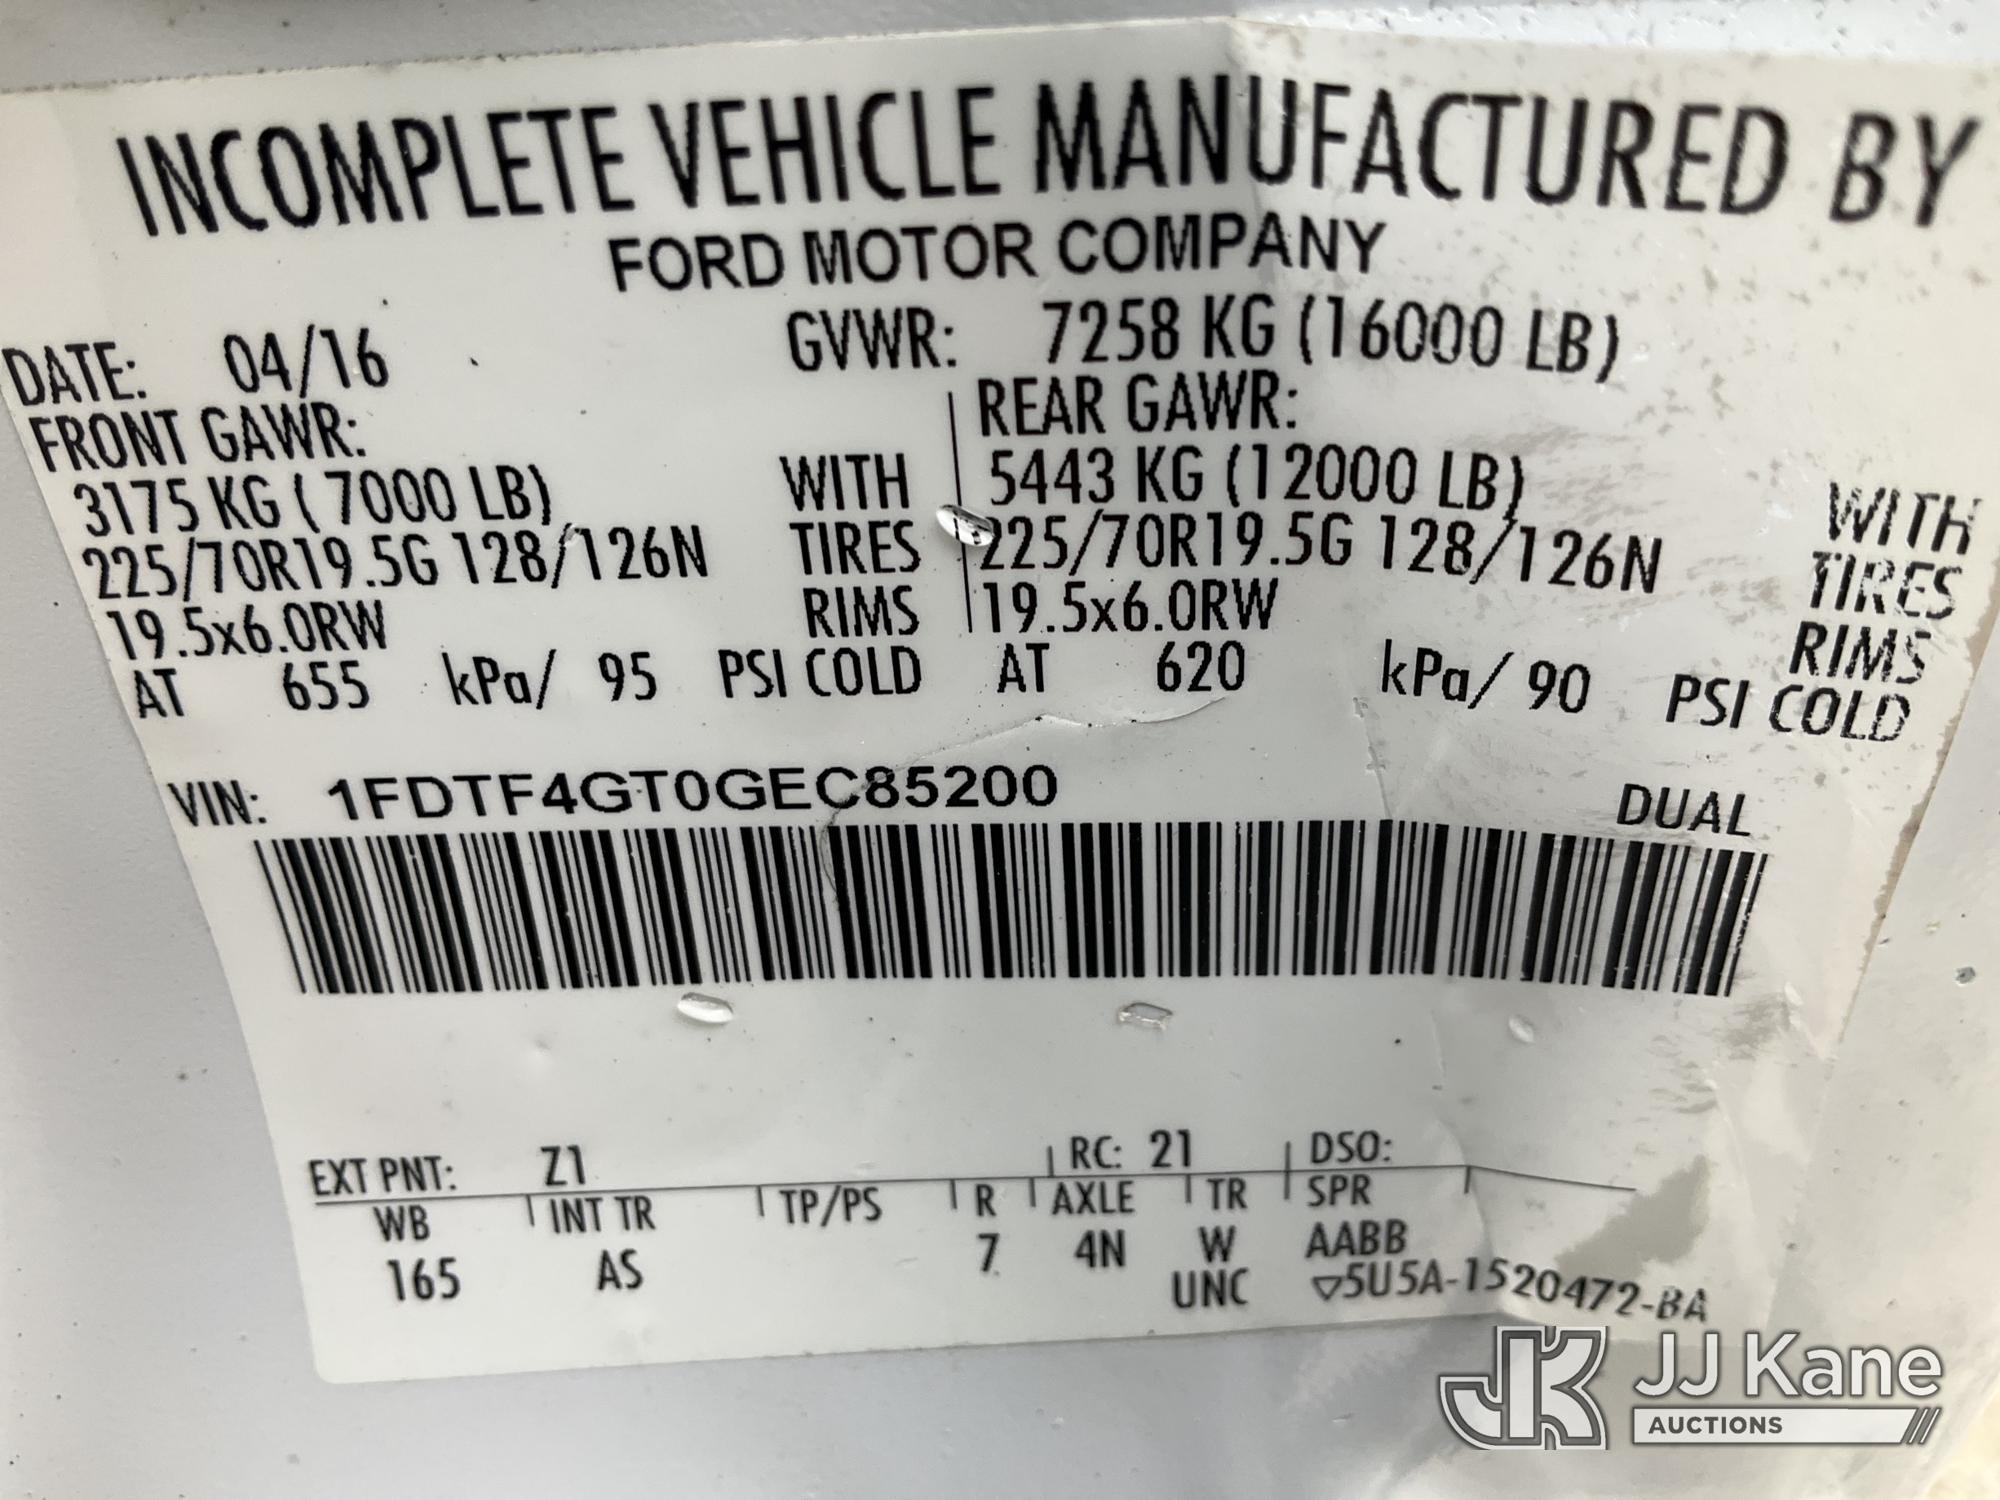 INCOMPLETE VEHICLE MANUFACTURED BY
FORD MOTOR COMPANY
DATE: 04/16 GVWR: 7258 KG (16000 LB)
FRONT GAWR: REAR GAWR:
3175 KG ( 7000 LB) WITH 5443 KG (12000 LB) WITH
225/70R19.5G 128/126N TIRES 225/70R19.5G 128/126N TIRES
19.5x6.0RW RIMS 19.5x6.0RW RIMS
AT 655 kPa/ 95 PSI COLD AT 620 kPa/ 90 PSI COLD
VIN: 1FDTF4GT0GEC85200 DUAL
EXT PNT: Z1 RC: 21 DSO:
WB INT TR TP/PS R AXLE TR SPR
165 AS 7 4N W AABB
UNC ▽5U5A-1520472-BA
JK JJ Kane
AUCTIONS